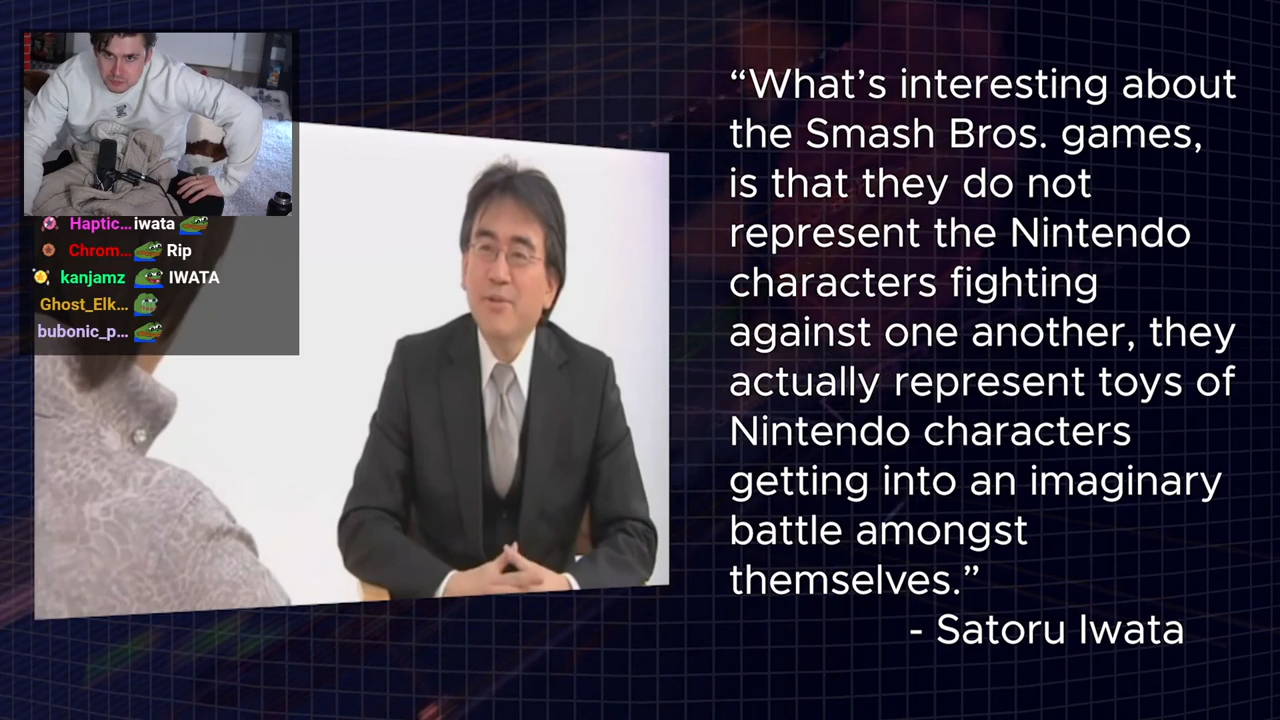 Haptic... iwata
Chrom... Rip
kanjamz IWATA
Ghost_Elk...
bubonic_p...
“What’s interesting about
the Smash Bros. games,
is that they do not
represent the Nintendo
characters fighting
against one another, they
actually represent toys of
Nintendo characters
getting into an imaginary
battle amongst
themselves.”
- Satoru Iwata